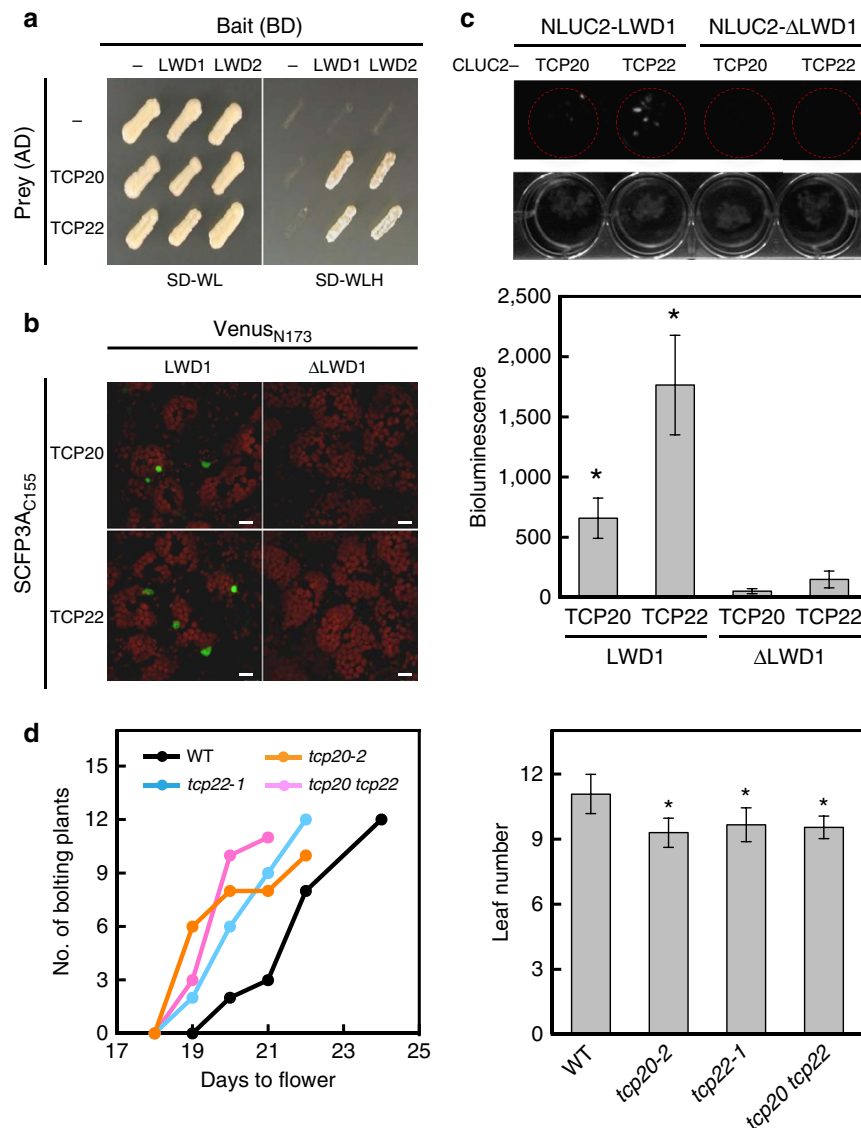 a
Bait (BD)
– LWD1 LWD2 – LWD1 LWD2
Prey (AD)
–
TCP20
TCP22
SD-WL SD-WLH
b
Venus N173
LWD1 ΔLWD1
SCFP3A C155
TCP20
TCP22
c
NLUC2-LWD1 NLUC2-ΔLWD1
CLUC2– TCP20 TCP22 TCP20 TCP22
Bioluminescence
2,500
2,000
1,500
1,000
500
0
* *
TCP20 TCP22 TCP20 TCP22
LWD1 ΔLWD1
d
No. of bolting plants
15
12
9
6
3
0
WT tcp20-2
tcp22-1 tcp20 tcp22
17 19 21 23 25
Days to flower
Leaf number
12
9
6
3
0
* * *
WT tcp20-2 tcp22-1 tcp20 tcp22